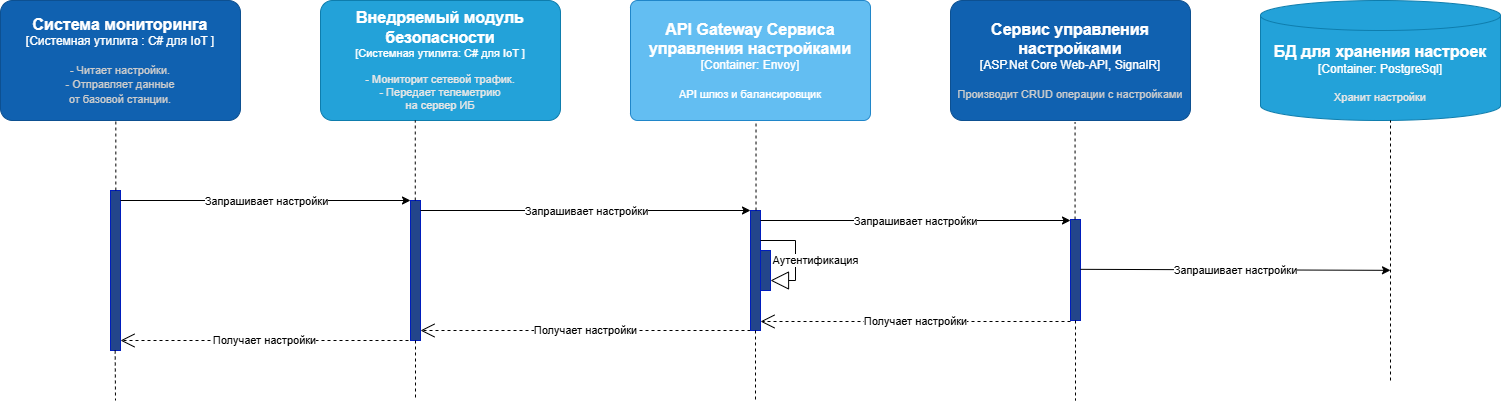 Система мониторинга
[Системная утилита : C# для IoT ]
- Читает настройки.
- Отправляет данные
от базовой станции.
Внедряемый модуль
безопасности
[Системная утилита: C# для IoT ]
- Мониторит сетевой трафик.
- Передает телеметрию
на сервер ИБ
API Gateway Сервиса
управления настройками
[Container: Envoy]
API шлюз и балансировщик
Сервис управления
настройками
[ASP.Net Core Web-API, SignalR]
Производит CRUD операции с настройками
БД для хранения настроек
[Container: PostgreSql]
Хранит настройки
Запрашивает настройки
Запрашивает настройки
Запрашивает настройки
Аутентификация
Запрашивает настройки
Получает настройки
Получает настройки
Получает настройки